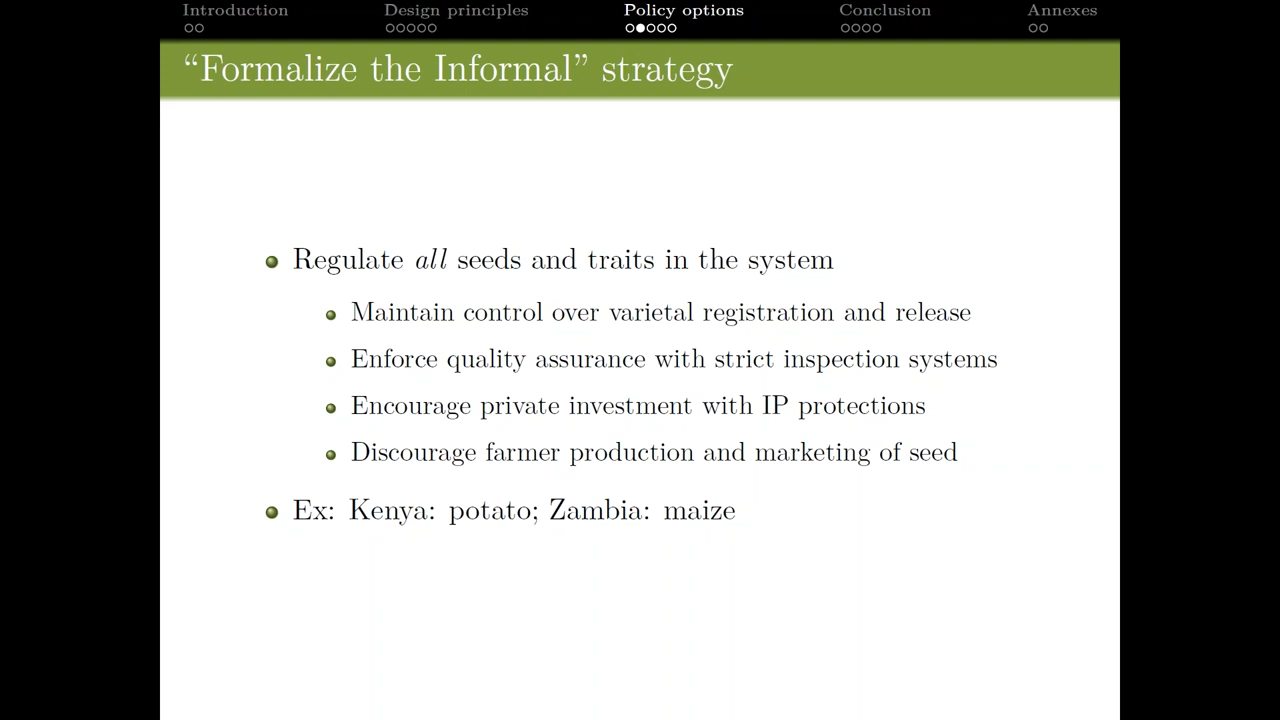 Introduction Design principles Policy options Conclusion Annexes
“Formalize the Informal” strategy
Regulate all seeds and traits in the system
Maintain control over varietal registration and release
Enforce quality assurance with strict inspection systems
Encourage private investment with IP protections
Discourage farmer production and marketing of seed
Ex: Kenya: potato; Zambia: maize